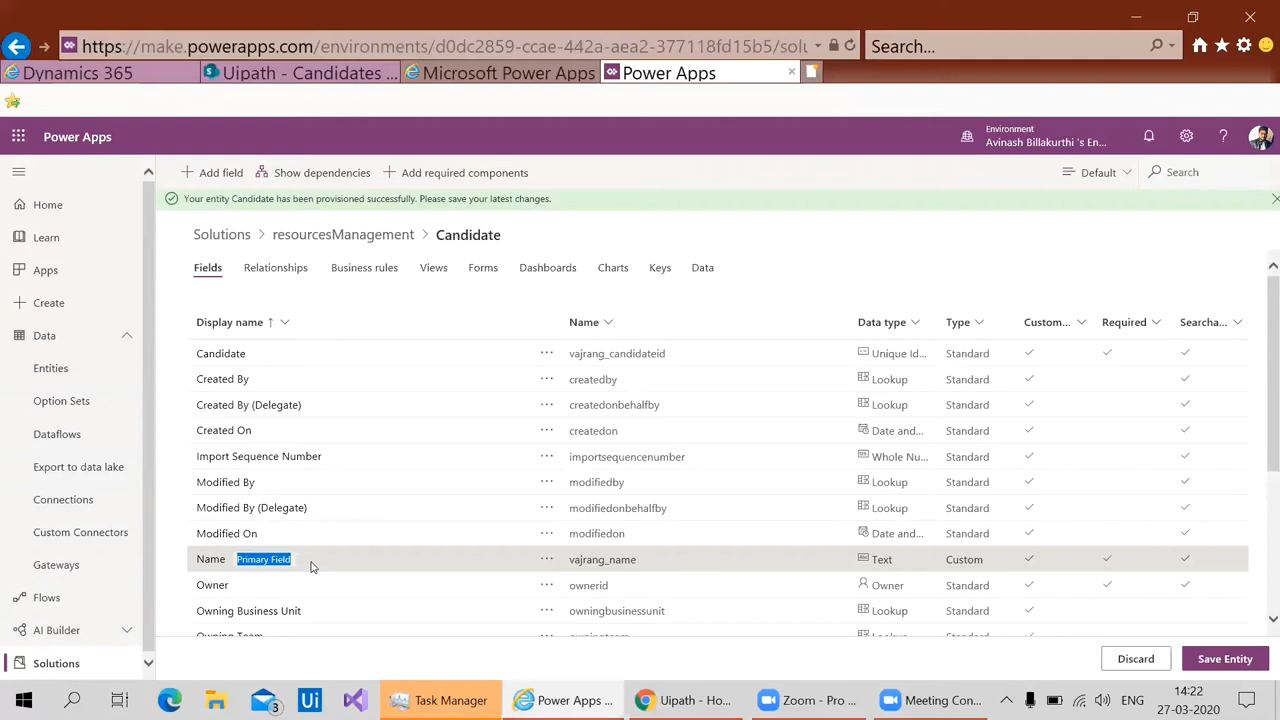 https://make.powerapps.com/environments/d0dc2859-ccae-442a-aea2-377118fd15b5/solu
Search...
Dynamics 365
Uipath - Candidates ...
Microsoft Power Apps
Power Apps
Power Apps
Environment
Avinash Billakurthi 's En...
Add field
Show dependencies
Add required components
Default
Search
Your entity Candidate has been provisioned successfully. Please save your latest changes.
Home
Learn
Apps
Create
Data
Entities
Option Sets
Dataflows
Export to data lake
Connections
Custom Connectors
Gateways
Flows
AI Builder
Solutions
Solutions > resourcesManagement > Candidate
Fields Relationships Business rules Views Forms Dashboards Charts Keys Data
Display name Name Data type Type Custom... Required Searcha...
Candidate vajrang_candidateid Unique Id... Standard
Created By createdby Lookup Standard
Created By (Delegate) createdonbehalfby Lookup Standard
Created On createdon Date and... Standard
Import Sequence Number importsequencenumber Whole Nu... Standard
Modified By modifiedby Lookup Standard
Modified By (Delegate) modifiedonbehalfby Lookup Standard
Modified On modifiedon Date and... Standard
Name Primary Field vajrang_name Text Custom
Owner ownerid Owner Standard
Owning Business Unit owningbusinessunit Lookup Standard
Discard
Save Entity
3
Ui
Task Manager
Power Apps ...
Uipath - Ho...
Zoom - Pro ...
Meeting Con...
ENG
14:22
27-03-2020